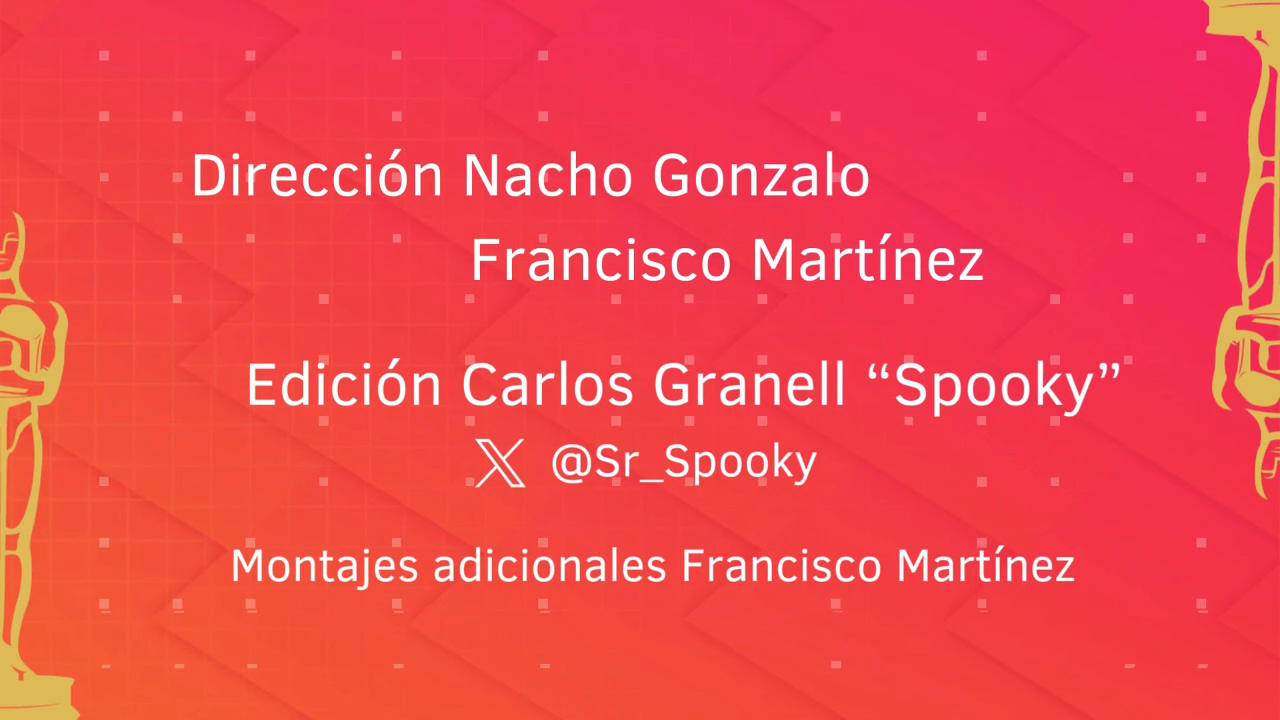 Dirección Nacho Gonzalo
Francisco Martínez
Edición Carlos Granell “Spooky”
@Sr_Spooky
Montajes adicionales Francisco Martínez